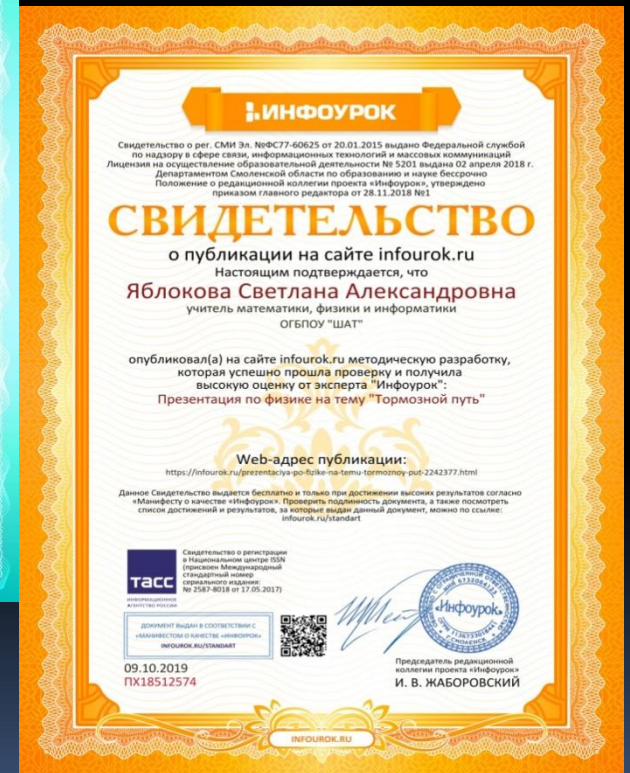 ИНФОУРОК
Свидетельство о рег. СМИ Эл. №ФС77-60625 от 20.01.2015 выдано Федеральной службой
по надзору в сфере связи, информационных технологий и массовых коммуникаций
Лицензия на осуществление образовательной деятельности № 5201 выдана 02 апреля 2018 г.
Департаментом Смоленской области по образованию и науке бессрочно
Положение о редакционной коллегии проекта «Инфоурок», утверждено
приказом главного редактора от 28.11.2018 №1
СВИДЕТЕЛЬСТВО
о публикации на сайте infourok.ru
Настоящим подтверждается, что
Яблокова Светлана Александровна
учитель математики, физики и информатики
ОГБПОУ "ШАТ"
опубликовал(а) на сайте infourok.ru методическую разработку,
которая успешно прошла проверку и получила
высокую оценку от эксперта "Инфоурок":
Презентация по физике на тему "Тормозной путь"
Web-адрес публикации:
https://infourok.ru/prezentaciya-po-fizike-na-temu-tormoznoy-put-2242377.html
Данное Свидетельство выдается бесплатно и только при достижении высоких результатов согласно
«Манифесту о качестве «Инфоурок». Проверить подлинность документа, а также посмотреть
список достижений и результатов, за которые выдан данный документ, можно по ссылке:
infourok.ru/standart
Свидетельство о регистрации
в Национальном центре ISSN
(присвоен Международный
стандартный номер
сериального издания:
№ 2587-8018 от 17.05.2017)
ТАСС
ИНФОРМАЦИОННОЕ
АГЕНТСТВО РОССИИ
ДОКУМЕНТ ВЫДАН В СООТВЕТСТВИИ С
«МАНИФЕСТОМ О КАЧЕСТВЕ «ИНФОУРОК»
INFOUROK.RU/STANDART
«Инфоурок»
09.10.2019
ПХ18512574
Председатель редакционной
коллегии проекта «Инфоурок»
И. В. ЖАБОРОВСКИЙ
INFOUROK.RU